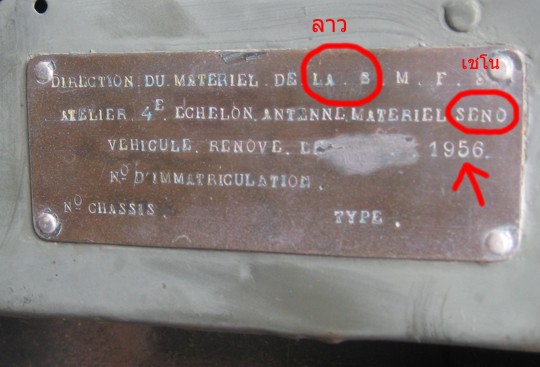 ลาว
เซโน
DIRECTION DU MATERIEL DE LA . S . M . F . &
ATELIER 4E ECHELON. ANTENNE MATERIEL SENO
VEHICULE. RENOVE. LE 1956.
NO D'IMMATRICULATION .
NO CHASSIS . TYPE .